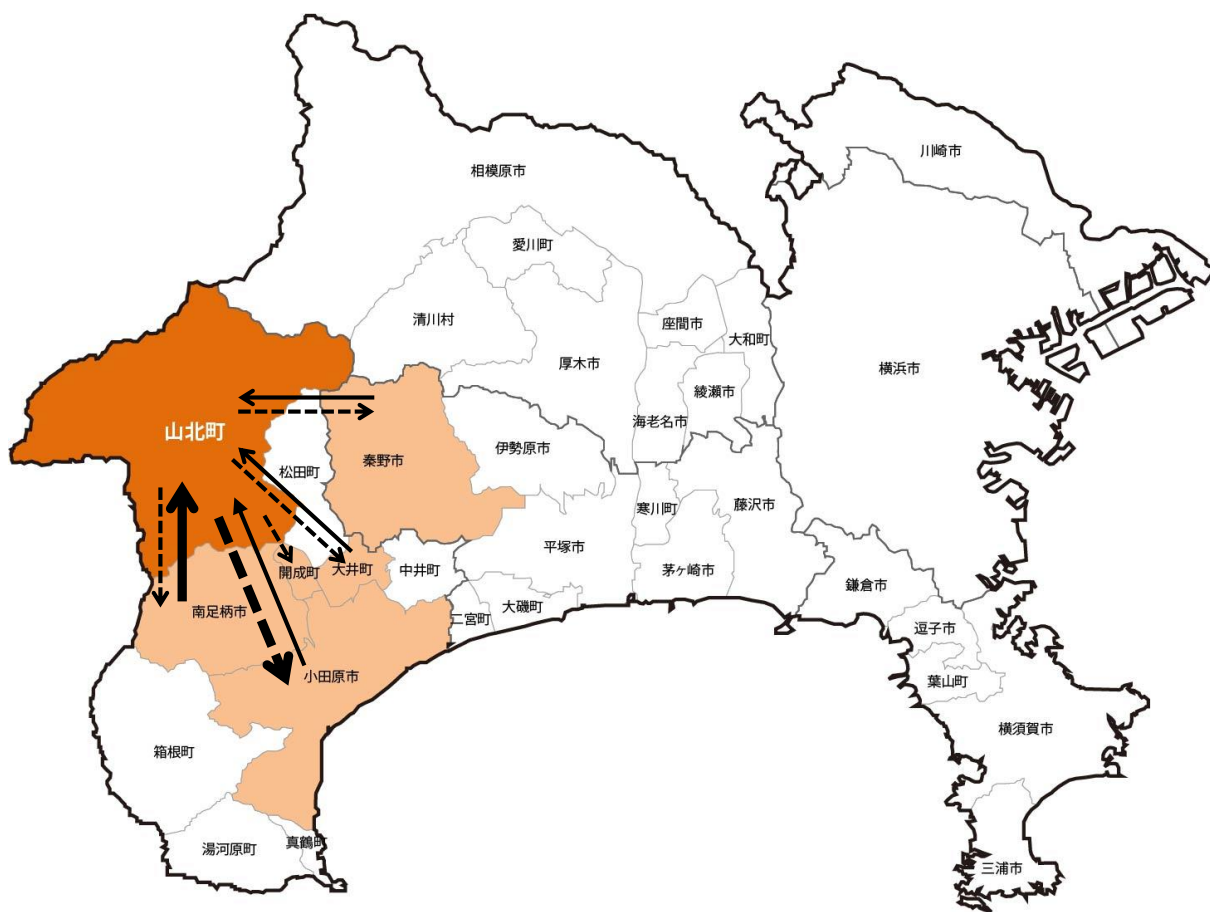 川崎市
相模原市
愛川町
清川村
座間市
大和町
厚木市
横浜市
綾瀬市
海老名市
山北町
伊勢原市
秦野市
松田町
寒川町
藤沢市
平塚市
開成町
大井町
中井町
茅ヶ崎市
鎌倉市
南足柄市
大磯町
二宮町
逗子市
小田原市
葉山町
横須賀市
箱根町
真鶴町
湯河原町
三浦市